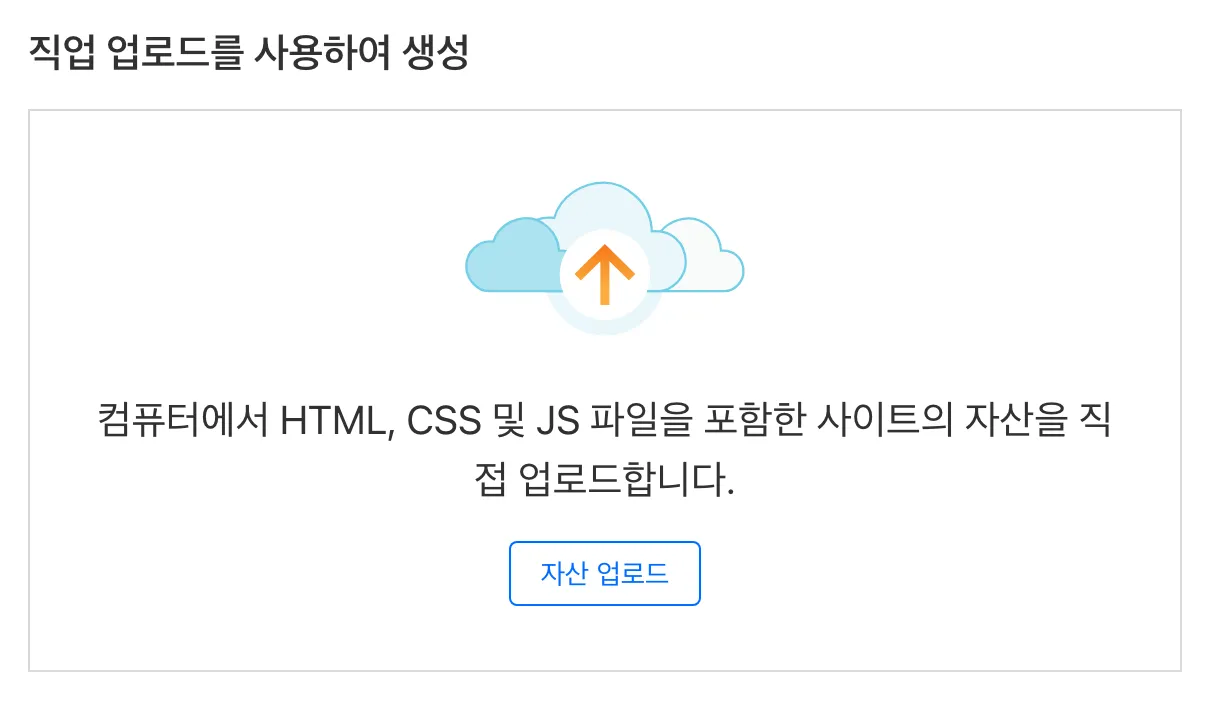 직업 업로드를 사용하여 생성
컴퓨터에서 HTML, CSS 및 JS 파일을 포함한 사이트의 자산을 직
접 업로드합니다.
자산 업로드